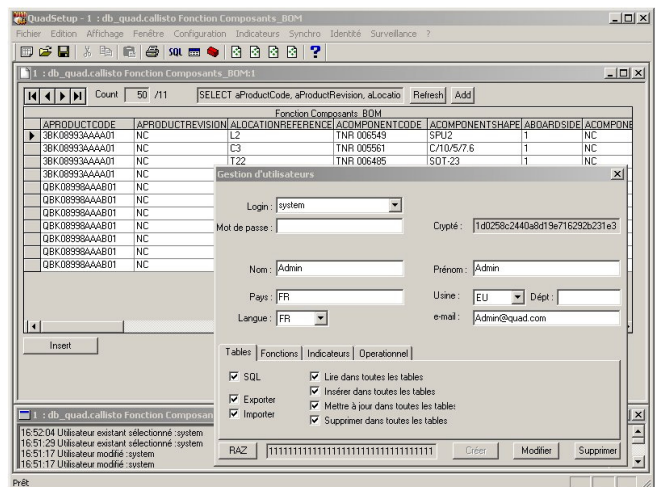 QuadSetup - 1 : db_quad.callisto Fonction Composants_BOM
Fichier Edition Affichage Fenêtre Configuration Indicateurs Synchro Identité Surveillance ?
SQL
1 : db_quad.callisto Fonction Composants_BOM:1
Count 50 /11 SELECT aProductCode, aProductRevision, aLocatio Refresh Add
Fonction Composants_BOM
APRODUCTCODE APRODUCTREVISION ALOCATIONREFERENCE ACOMPONENTCODE ACOMPONENTSHAPE ABOARDSIDE ACOMPONE
3BK08993AAAA01 NC L2 TNR 006549 SPU2 1 NC
3BK08993AAAA01 NC C3 TNR 005561 C/10/5/7.6 1 NC
3BK08993AAAA01 NC T22 TNR 006485 SOT-23 1 NC
3BK08993AAAA01 NC
QBK08998AAAB01 NC
QBK08998AAAB01 NC
QBK08998AAAB01 NC
QBK08998AAAB01 NC
QBK08998AAAB01 NC
QBK08998AAAB01 NC
Insert
Gestion d'utilisateurs
Login : system
Mot de passe : Crypté : 1d0258c2440a8d19e716292b231e3
Nom : Admin Prénom : Admin
Pays : FR Usine : EU Dépt :
Langue : FR e-mail : Admin@quad.com
Tables Fonctions Indicateurs Operationnel
SQL Lire dans toutes les tables
Insérer dans toutes les tables
Exporter Mettre à jour dans toutes les tables
Importer Supprimer dans toutes les tables
RAZ 11111111111111111111111111111111 Créer Modifier Supprimer
1 : db_quad.callisto Fonction Composan
16:52:04 Utilisateur existant sélectionné :system
16:51:29 Utilisateur existant sélectionné :system
16:51:17 Utilisateur modifié :system
16:51:17 Utilisateur modifié :system
Prêt